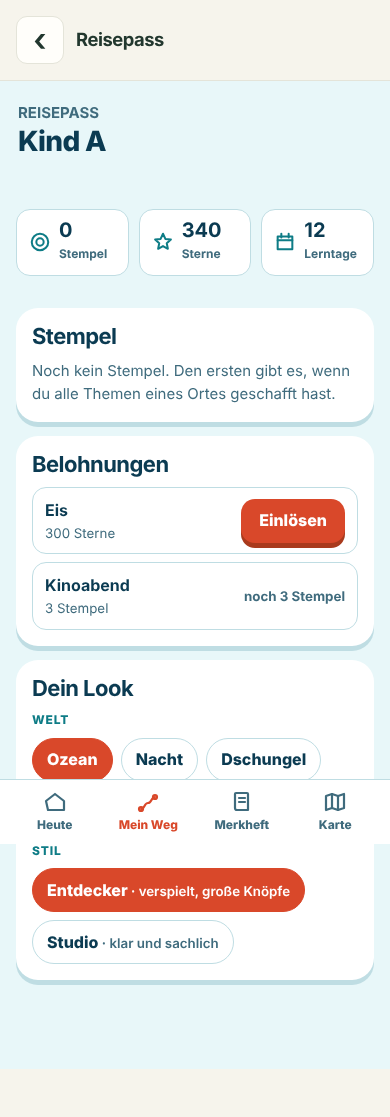 Reisepass
REISEPASS
Kind A
0
Stempel
340
Sterne
12
Lerntage
Stempel
Noch kein Stempel. Den ersten gibt es, wenn
du alle Themen eines Ortes geschafft hast.
Belohnungen
Eis
300 Sterne
Einlösen
Kinoabend
3 Stempel
noch 3 Stempel
Dein Look
WELT
Ozean
Nacht
Dschungel
Heute
Mein Weg
Merkheft
Karte
STIL
Entdecker · verspielt, große Knöpfe
Studio · klar und sachlich